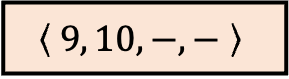 ⟨ 9, 10, −, − ⟩